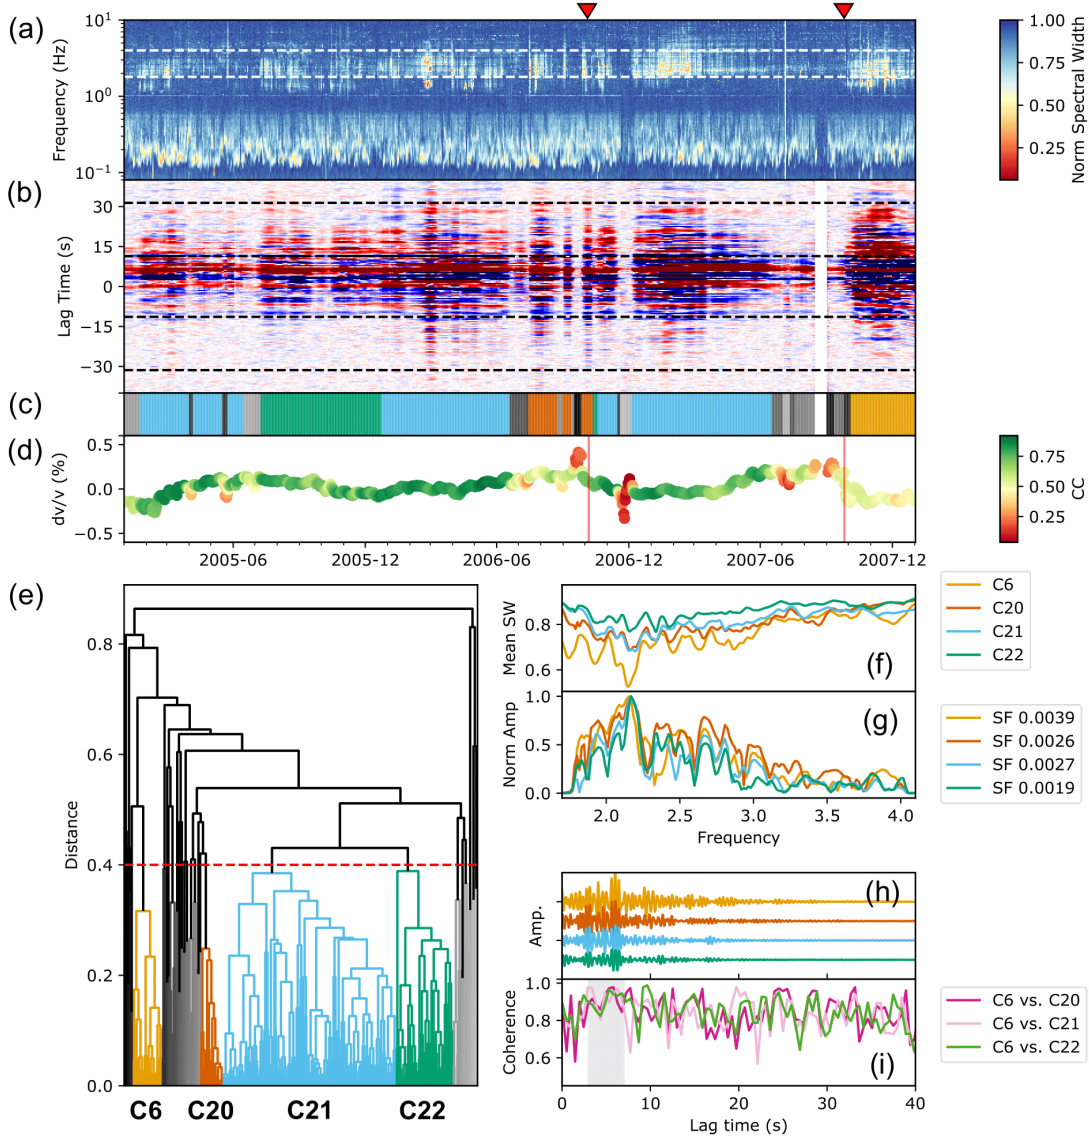 (a)
Frequency (Hz)
10¹
10⁰
10⁻¹
1.00
0.75
0.50
0.25
Norm Spectral Width
(b)
Lag Time (s)
30
15
0
−15
−30
(c)
(d)
dv/v (%)
0.5
0.0
−0.5
2005-06
2005-12
2006-06
2006-12
2007-06
2007-12
0.75
0.50
0.25
CC
(e)
Distance
0.8
0.6
0.4
0.2
0.0
C6
C20
C21
C22
Mean SW
0.8
0.6
(f)
C6
C20
C21
C22
Norm Amp
1.0
0.5
0.0
(g)
2.0
2.5
3.0
3.5
4.0
Frequency
SF 0.0039
SF 0.0026
SF 0.0027
SF 0.0019
Amp.
(h)
Coherence
1.0
0.8
0.6
(i)
0
10
20
30
40
Lag time (s)
C6 vs. C20
C6 vs. C21
C6 vs. C22